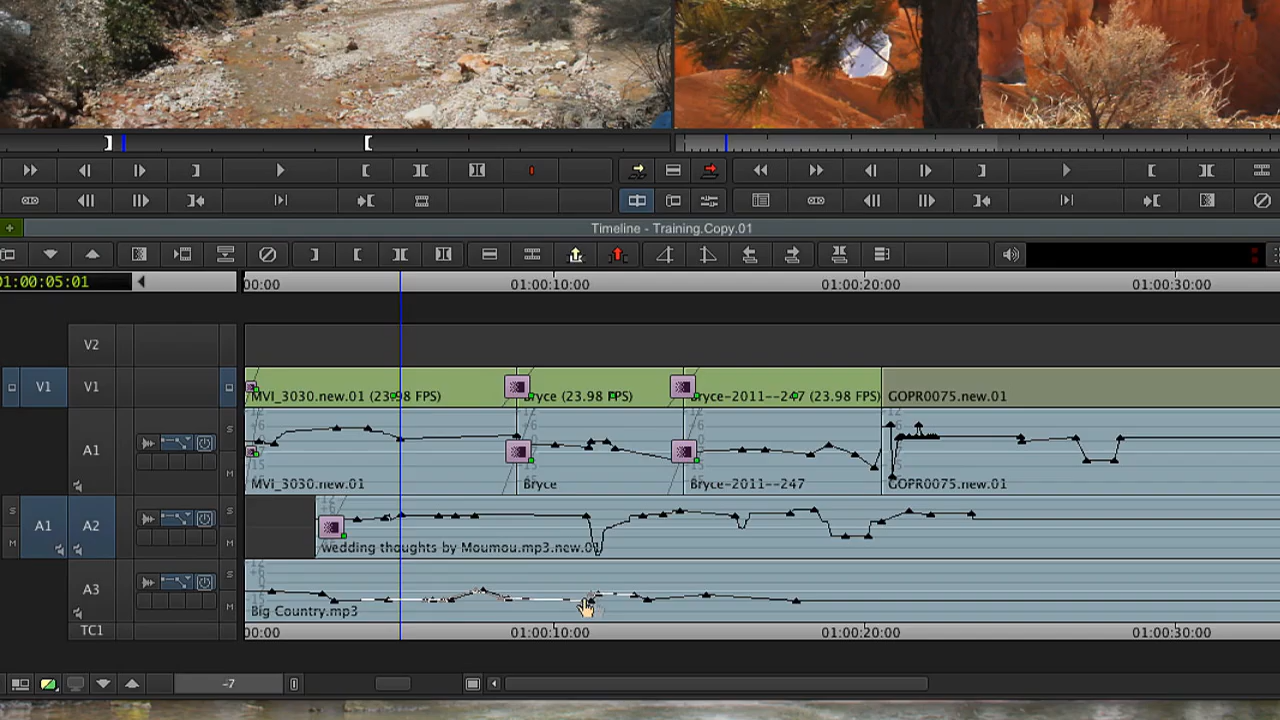 Timeline - Training.Copy.01
01:00:05:01
00:00
01:00:10:00
01:00:20:00
01:00:30:00
V2
V1 V1
MVI_3030.new.01 (23.98 FPS)
Bryce (23.98 FPS)
Bryce-2011--247 (23.98 FPS)
GOPR0075.new.01
A1
S
M
MVI_3030.new.01
Bryce
Bryce-2011--247
GOPR0075.new.01
S
M
A1 A2
S
M
Wedding thoughts by Moumou.mp3.new.01
A3
S
M
Big Country.mp3
TC1
00:00
01:00:10:00
01:00:20:00
01:00:30:00
-7